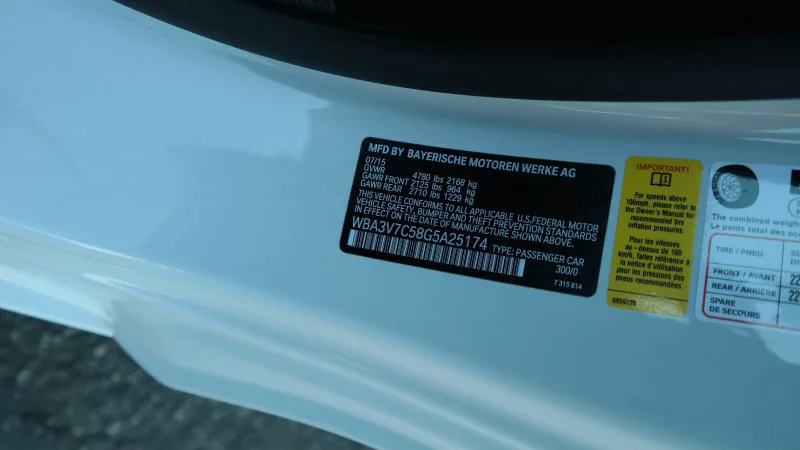 MFD BY BAYERISCHE MOTOREN WERKE AG
07/15
GVWR 4780 lbs 2168 kg
GAWR FRONT 2125 lbs 964 kg
GAWR REAR 2710 lbs 1229 kg
THIS VEHICLE CONFORMS TO ALL APPLICABLE U.S.FEDERAL MOTOR
VEHICLE SAFETY, BUMPER AND THEFT PREVENTION STANDARDS
IN EFFECT ON THE DATE OF MANUFACTURE SHOWN ABOVE.
WBA3V7C58G5A25174 TYPE: PASSENGER CAR
300/0
7 315 814
IMPORTANT!
For speeds above
100mph, please refer to
the Owner's Manual for
recommended tire
inflation pressures.
Pour les vitesses
au-dessus de 160
km/h, faites référence à
la notice d'utilisation
pour les pressions
pneu recommandées.
The combined weight
Le poids total des
TIRE / PNEU
FRONT / AVANT
REAR / ARRIÈRE
SPARE
DE SECOURS